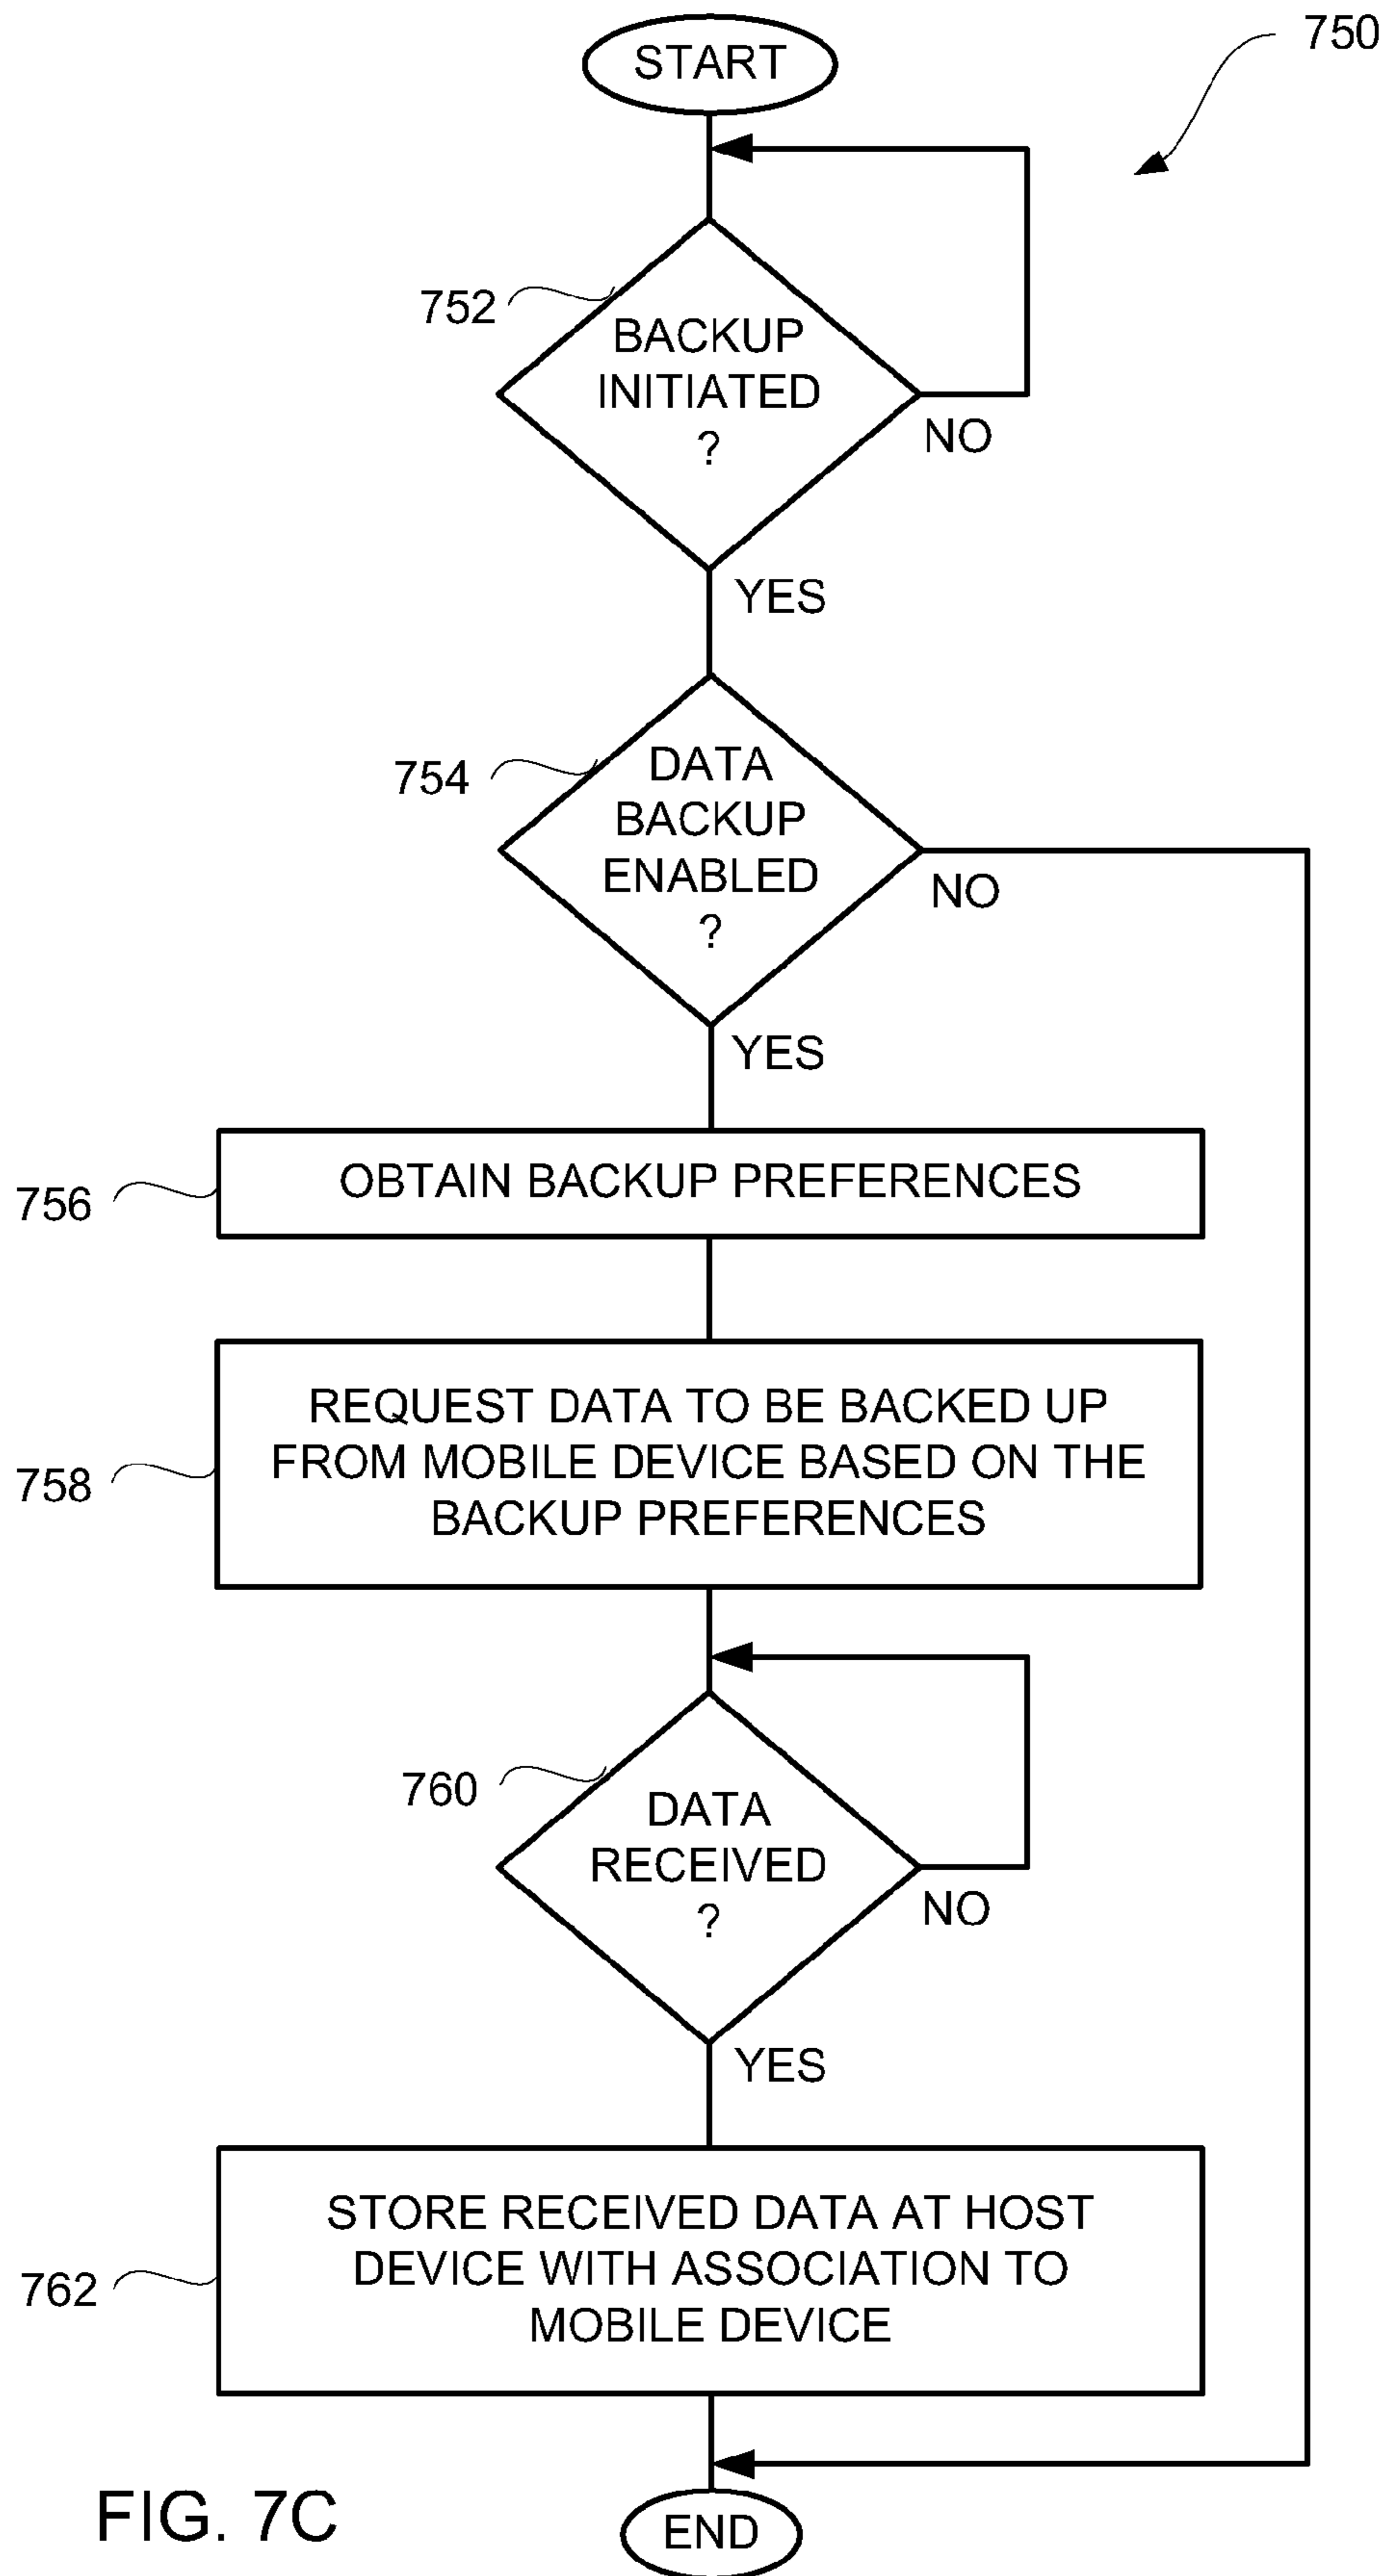 START
750
752
BACKUP
INITIATED
?
NO
YES
754
DATA
BACKUP
ENABLED
?
NO
YES
756
OBTAIN BACKUP PREFERENCES
758
REQUEST DATA TO BE BACKED UP
FROM MOBILE DEVICE BASED ON THE
BACKUP PREFERENCES
760
DATA
RECEIVED
?
NO
YES
762
STORE RECEIVED DATA AT HOST
DEVICE WITH ASSOCIATION TO
MOBILE DEVICE
FIG. 7C
END